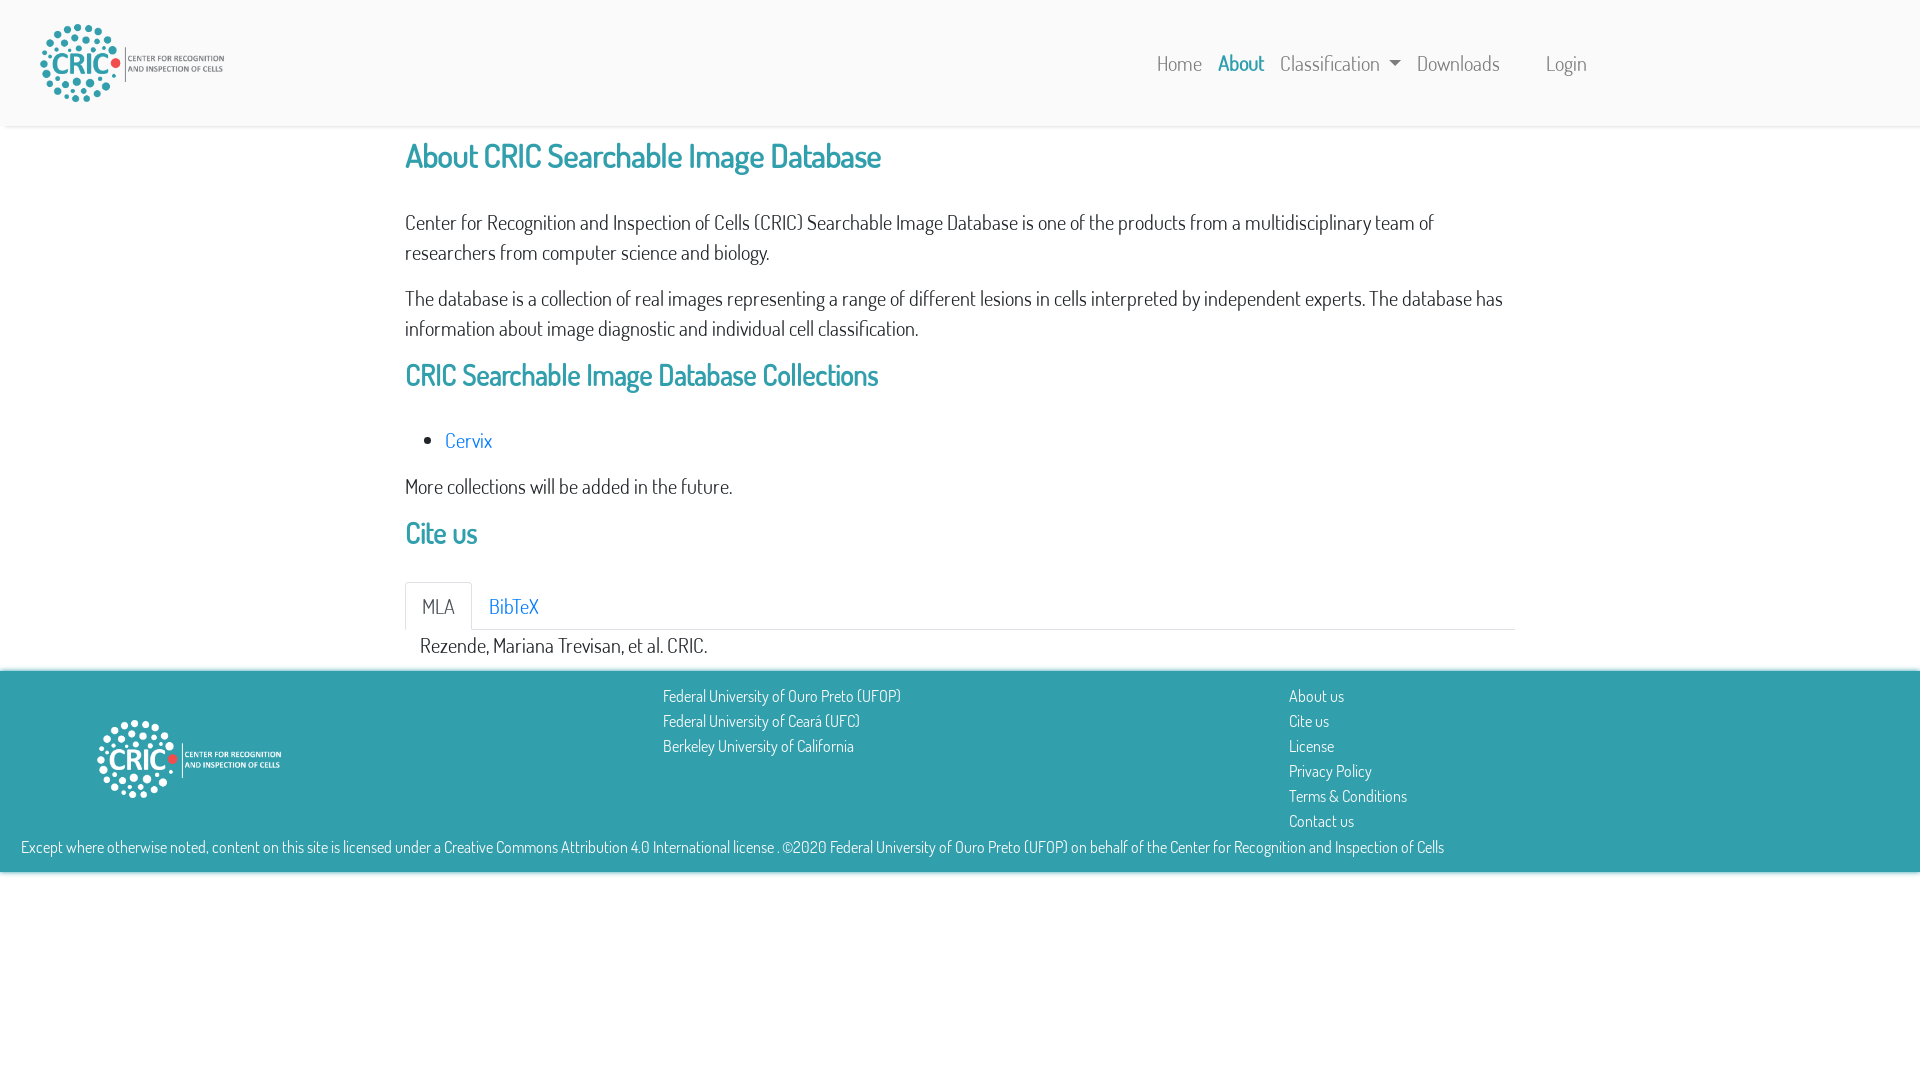 CRIC
CENTER FOR RECOGNITION
AND INSPECTION OF CELLS
Home About Classification Downloads Login
About CRIC Searchable Image Database
Center for Recognition and Inspection of Cells (CRIC) Searchable Image Database is one of the products from a multidisciplinary team of
researchers from computer science and biology.
The database is a collection of real images representing a range of different lesions in cells interpreted by independent experts. The database has
information about image diagnostic and individual cell classification.
CRIC Searchable Image Database Collections
Cervix
More collections will be added in the future.
Cite us
MLA BibTeX
Rezende, Mariana Trevisan, et al. CRIC.
CRIC
CENTER FOR RECOGNITION
AND INSPECTION OF CELLS
Federal University of Ouro Preto (UFOP)
Federal University of Ceará (UFC)
Berkeley University of California
About us
Cite us
License
Privacy Policy
Terms & Conditions
Contact us
Except where otherwise noted, content on this site is licensed under a Creative Commons Attribution 4.0 International license . ©2020 Federal University of Ouro Preto (UFOP) on behalf of the Center for Recognition and Inspection of Cells